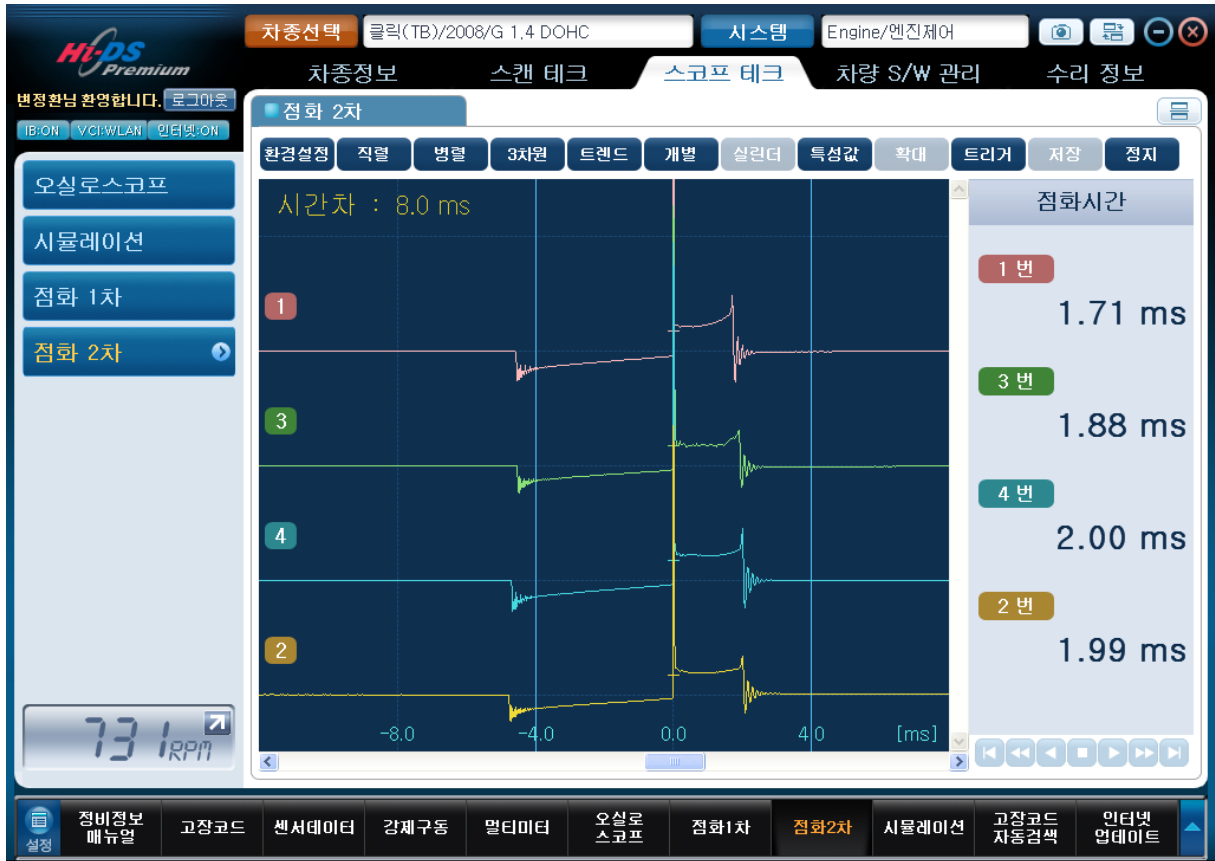 Hi-DS
Premium
차종선택 클릭(TB)/2008/G 1.4 DOHC 시스템 Engine/엔진제어
차종정보 스캔 테크 스코프 테크 차량 S/W 관리 수리 정보
변정환님 환영합니다. 로그아웃
IB:ON VCI:WLAN 인터넷:ON
점화 2차
환경설정 직렬 병렬 3차원 트렌드 개별 실린더 특성값 확대 트리거 저장 정지
오실로스코프
시뮬레이션
점화 1차
점화 2차
시간차 : 8.0 ms
1
3
4
2
-8.0 -4.0 0.0 4.0 [ms]
점화시간
1 번
1.71 ms
3 번
1.88 ms
4 번
2.00 ms
2 번
1.99 ms
731 RPM
설정
정비정보
매뉴얼
고장코드
센서데이터
강제구동
멀티미터
오실로
스코프
점화1차
점화2차
시뮬레이션
고장코드
자동검색
인터넷
업데이트